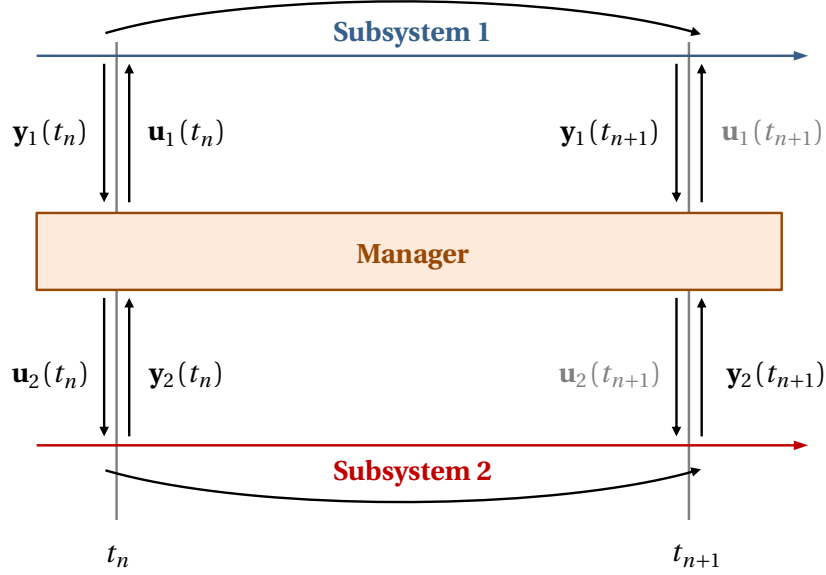 Subsystem 1
𝐲₁(tₙ) 𝐮₁(tₙ) 𝐲₁(tₙ₊₁) 𝐮₁(tₙ₊₁)
Manager
𝐮₂(tₙ) 𝐲₂(tₙ) 𝐮₂(tₙ₊₁) 𝐲₂(tₙ₊₁)
Subsystem 2
tₙ tₙ₊₁